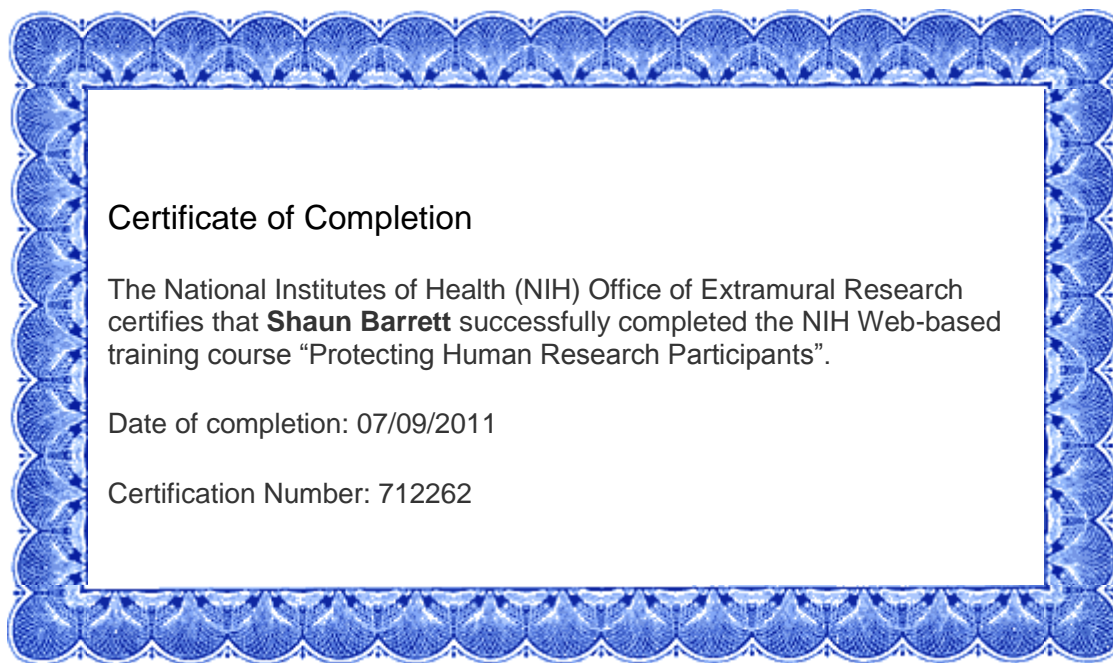 Certificate of Completion
The National Institutes of Health (NIH) Office of Extramural Research
certifies that Shaun Barrett successfully completed the NIH Web-based
training course “Protecting Human Research Participants”.
Date of completion: 07/09/2011
Certification Number: 712262